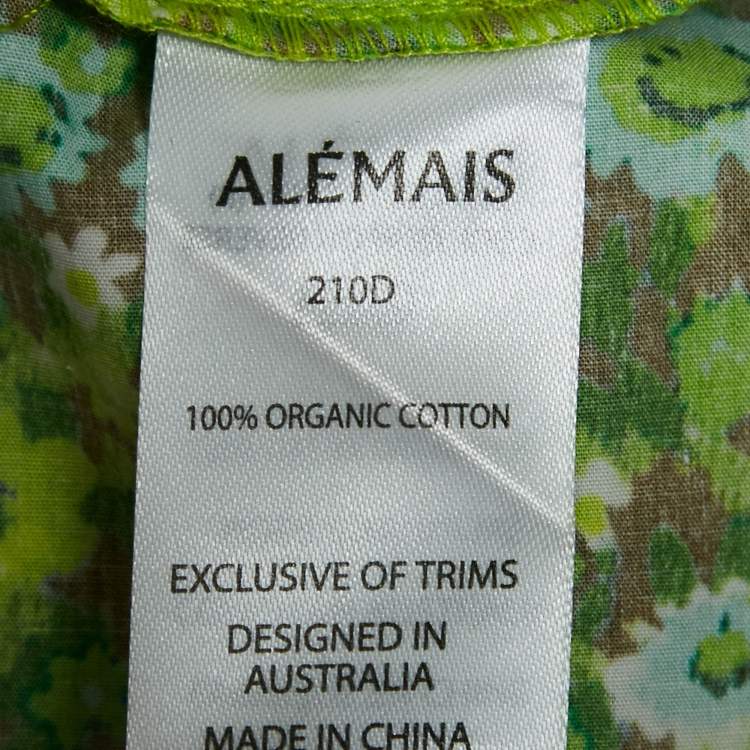 ALÉMAIS
210D
100% ORGANIC COTTON
EXCLUSIVE OF TRIMS
DESIGNED IN
AUSTRALIA
MADE IN CHINA